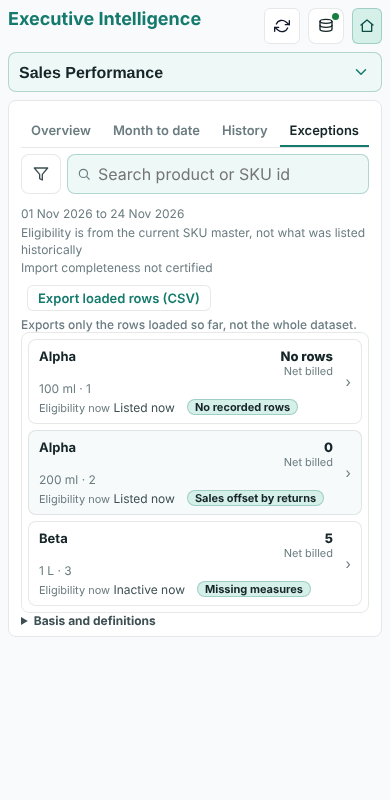 Executive Intelligence
Sales Performance
Overview Month to date History Exceptions
Search product or SKU id
01 Nov 2026 to 24 Nov 2026
Eligibility is from the current SKU master, not what was listed
historically
Import completeness not certified
Export loaded rows (CSV)
Exports only the rows loaded so far, not the whole dataset.
Alpha No rows
Net billed
100 ml · 1
Eligibility now Listed now No recorded rows
Alpha 0
Net billed
200 ml · 2
Eligibility now Listed now Sales offset by returns
Beta 5
Net billed
1 L · 3
Eligibility now Inactive now Missing measures
Basis and definitions